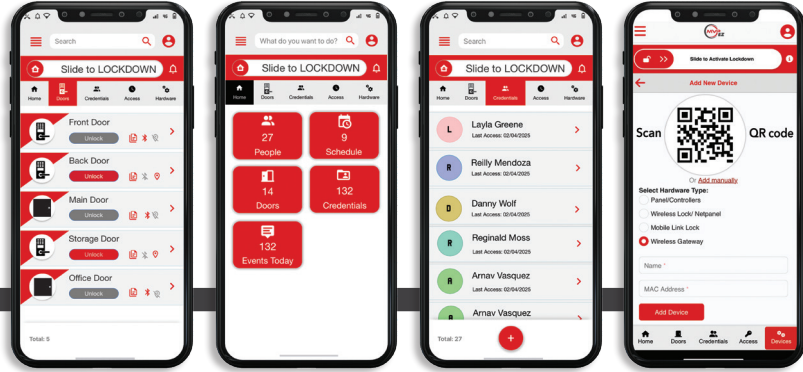 Search
Slide to LOCKDOWN
Home
Doors
Credentials
Access
Hardware
Front Door
Unlock
Back Door
Unlock
Main Door
Unlock
Storage Door
Unlock
Office Door
Unlock
Total: 5
What do you want to do?
Slide to LOCKDOWN
Home
Doors
Credentials
Access
Hardware
27
People
9
Schedule
14
Doors
132
Credentials
132
Events Today
Search
Slide to LOCKDOWN
Home
Doors
Credentials
Access
Hardware
L
Layla Greene
Last Access: 02/04/2025
R
Reilly Mendoza
Last Access: 02/04/2025
D
Danny Wolf
Last Access: 02/04/2025
R
Reginald Moss
Last Access: 02/04/2025
A
Arnav Vasquez
Last Access: 02/04/2025
A
Arnav Vasquez
Last Access: 02/04/2025
Total: 27
+
Slide to Activate Lockdown
Add New Device
Scan
QR code
Or Add manually
Select Hardware Type:
Panel/Controllers
Wireless Lock/ Netpanel
Mobile Link Lock
Wireless Gateway
Name *
MAC Address *
Add Device
Home
Doors
Credentials
Access
Devices